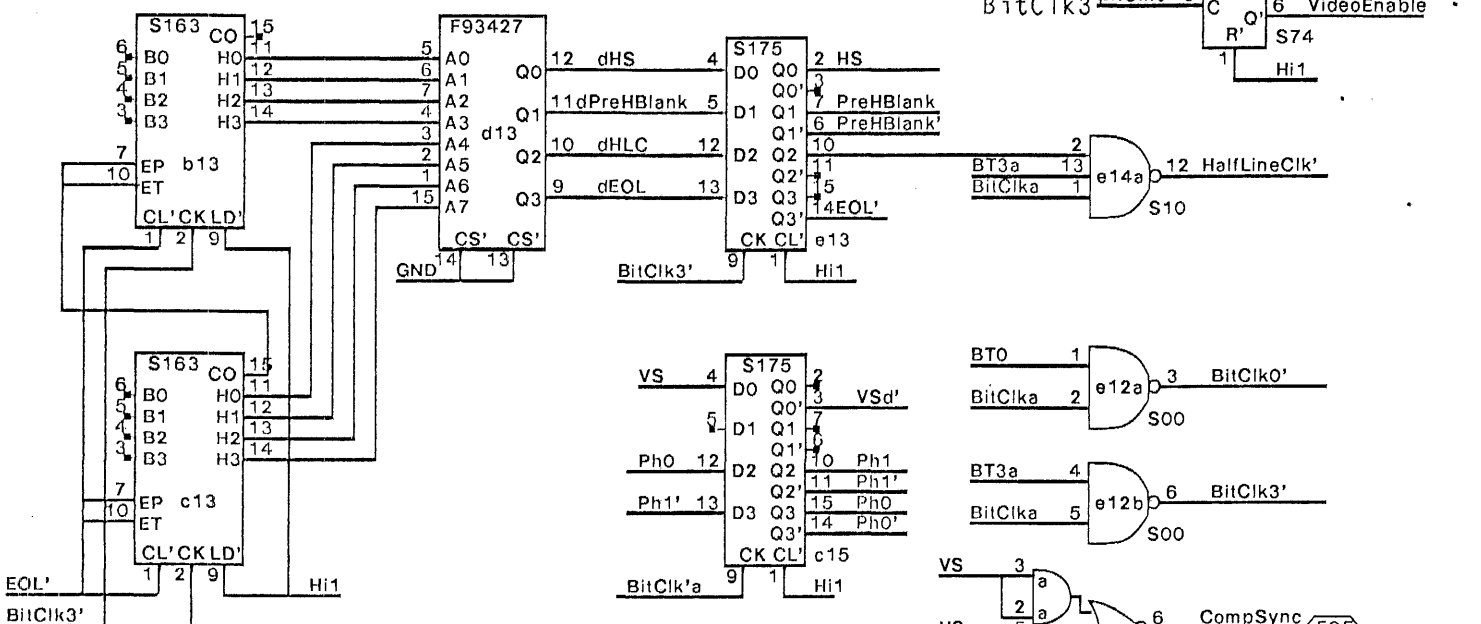 S163
15
CO
6 B0 H0 11
5 B1 H1 12
4 B2 H2 13
3 B3 H3 14
7 EP b13
10 ET
CL' CK LD'
1 2 9
F93427
5 A0 Q0 12 dHS
6 A1
7 A2 Q1 11 dPreHBlank
4 A3 d13
3 A4 Q2 10 dHLC
2 A5
1 A6 Q3 9 dEOL
15 A7
CS' CS'
14 13
GND
S175
4 D0 Q0 2 HS
Q0' 3
5 D1 Q1 7 PreHBlank
Q1' 6 PreHBlank'
12 D2 Q2 10
Q2' 11
13 D3 Q3 15
Q3' 14 EOL'
CK CL' e13
9 1
BitClk3' Hi1
BitClk3
C Q' 6 VideoEnable
R' S74
1
Hi1
2
BT3a 13 e14a 12 HalfLineClk'
BitClka 1
S10
S163
CO 15
6 B0 H0 11
5 B1 H1 12
4 B2 H2 13
3 B3 H3 14
7 EP c13
10 ET
CL' CK LD'
1 2 9
EOL' Hi1
BitClk3'
S175
VS 4 D0 Q0 2
Q0' 3 VSd'
5 D1 Q1 7
Q1' 6
Ph0 12 D2 Q2 10 Ph1
Q2' 11 Ph1'
Ph1' 13 D3 Q3 15 Ph0
Q3' 14 Ph0'
CK CL' c15
9 1
BitClk'a Hi1
BT0 1
e12a 3 BitClk0'
BitClka 2
S00
BT3a 4
e12b 6 BitClk3'
BitClka 5
S00
VS 3 a
2 a
6 CompSync